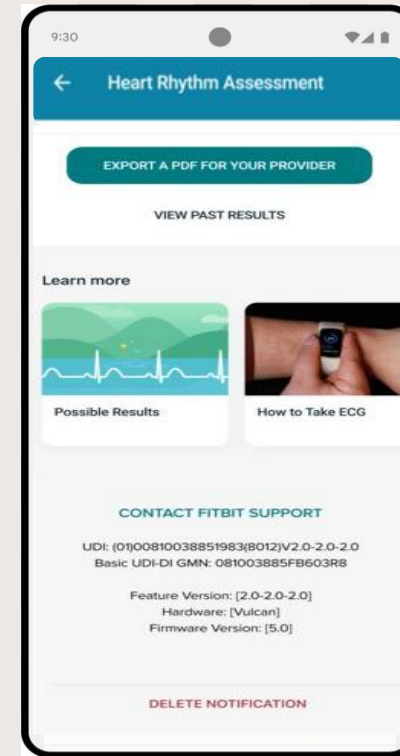 9:30
Heart Rhythm Assessment
EXPORT A PDF FOR YOUR PROVIDER
VIEW PAST RESULTS
Learn more
Possible Results
How to Take ECG
CONTACT FITBIT SUPPORT
UDI: (01)00810038851983(8012)V2.0-2.0-2.0
Basic UDI-DI GMN: 081003885FB603R8
Feature Version: [2.0-2.0-2.0]
Hardware: [Vulcan]
Firmware Version: [5.0]
DELETE NOTIFICATION